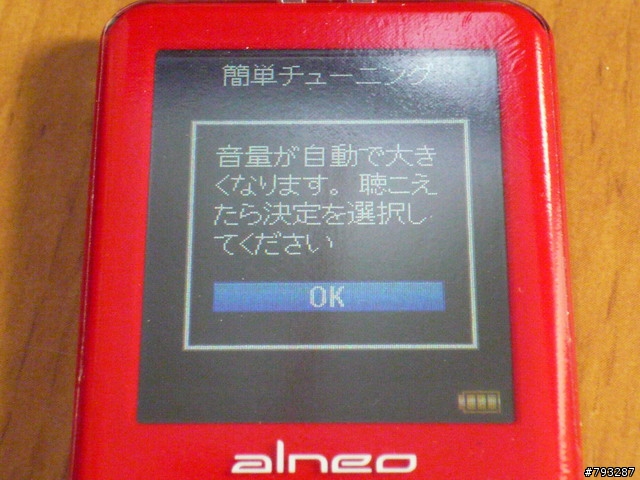 簡単チューニング
音量が自動で大き
くなります。聴こえ
たら決定を選択し
てください
OK
alneo
#793287